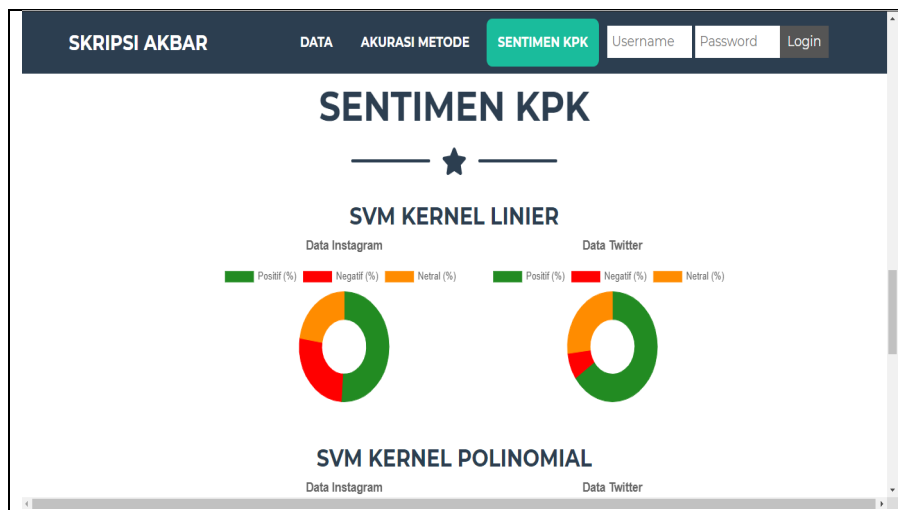 SKRIPSI AKBAR DATA AKURASI METODE SENTIMEN KPK Username Password Login
SENTIMEN KPK
SVM KERNEL LINIER
Data Instagram Data Twitter
Positif (%) Negatif (%) Netral (%) Positif (%) Negatif (%) Netral (%)
SVM KERNEL POLINOMIAL
Data Instagram Data Twitter